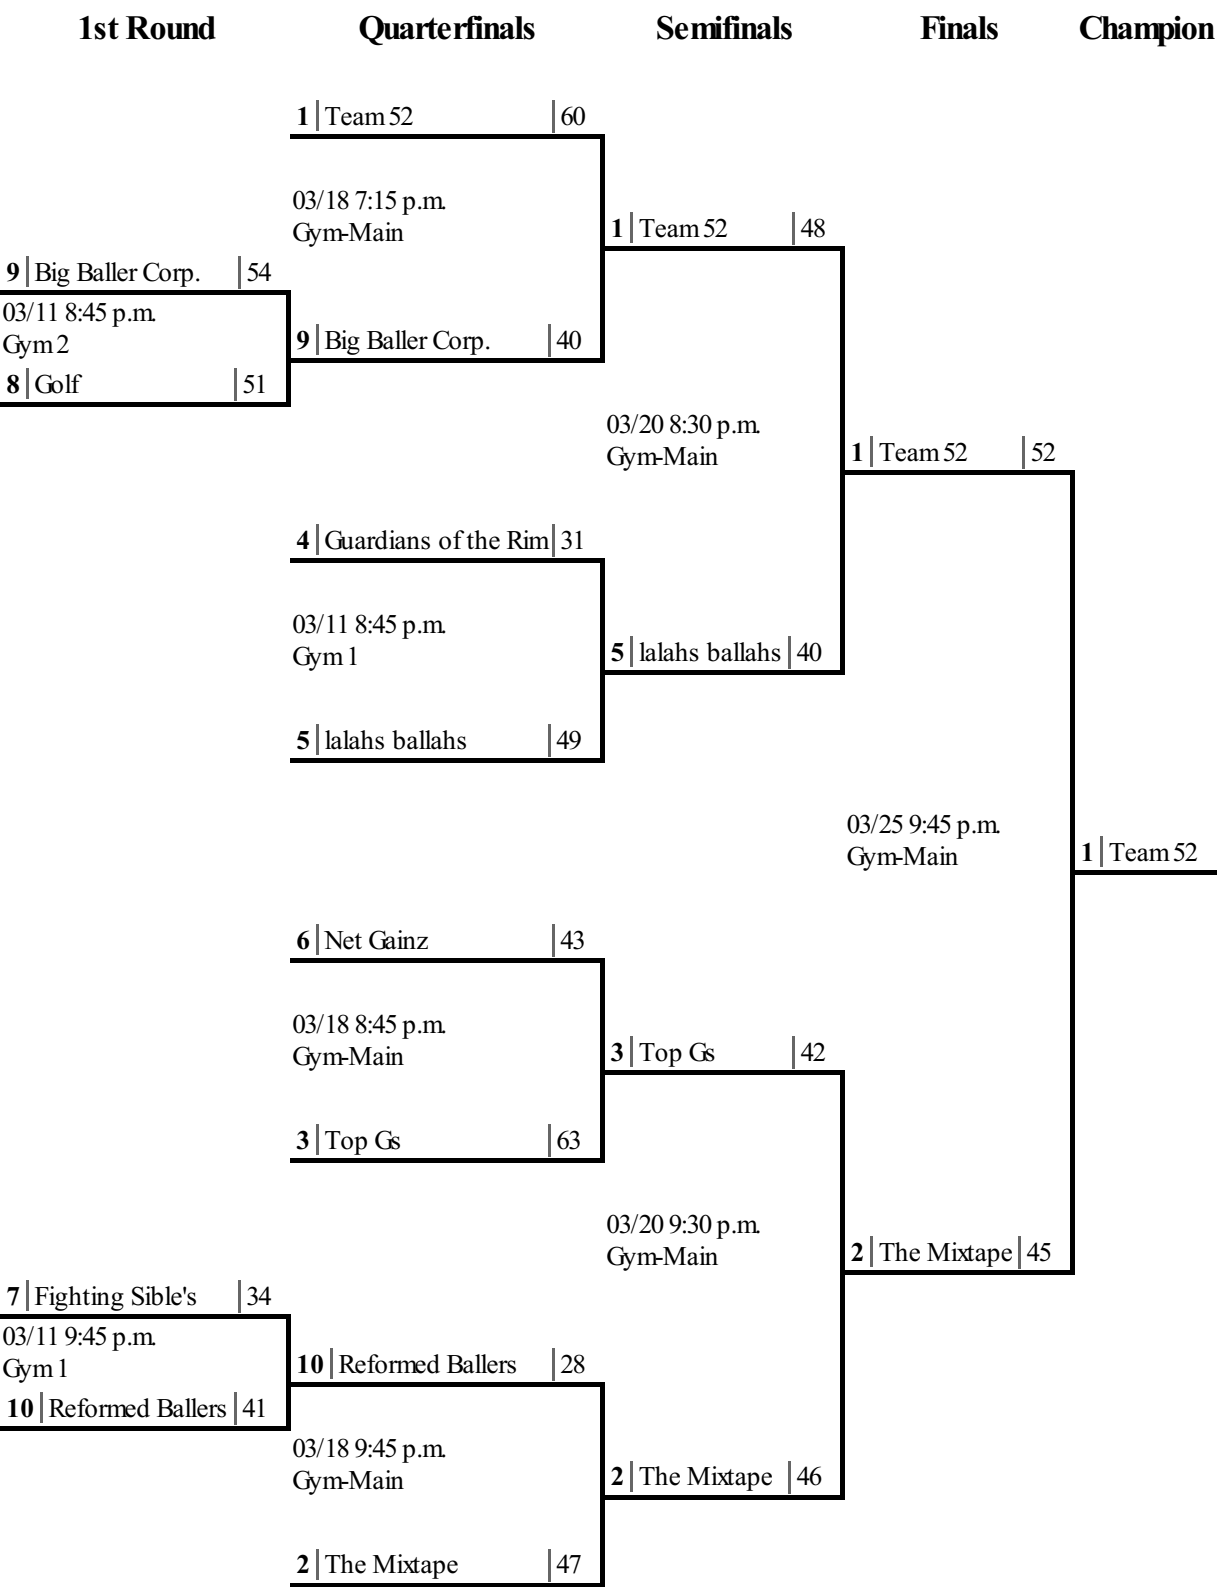 1st Round Quarterfinals Semifinals Finals Champion
1 Team 52 60
03/18 7:15 p.m.
Gym-Main
1 Team 52 48
9 Big Baller Corp. 54
03/11 8:45 p.m.
Gym 2
9 Big Baller Corp. 40
8 Golf 51
03/20 8:30 p.m.
Gym-Main
1 Team 52 52
4 Guardians of the Rim 31
03/11 8:45 p.m.
Gym 1
5 lalahs ballahs 40
5 lalahs ballahs 49
03/25 9:45 p.m.
Gym-Main
1 Team 52
6 Net Gainz 43
03/18 8:45 p.m.
Gym-Main
3 Top Gs 42
3 Top Gs 63
03/20 9:30 p.m.
Gym-Main
2 The Mixtape 45
7 Fighting Sible's 34
03/11 9:45 p.m.
Gym 1
10 Reformed Ballers 28
10 Reformed Ballers 41
03/18 9:45 p.m.
Gym-Main
2 The Mixtape 46
2 The Mixtape 47